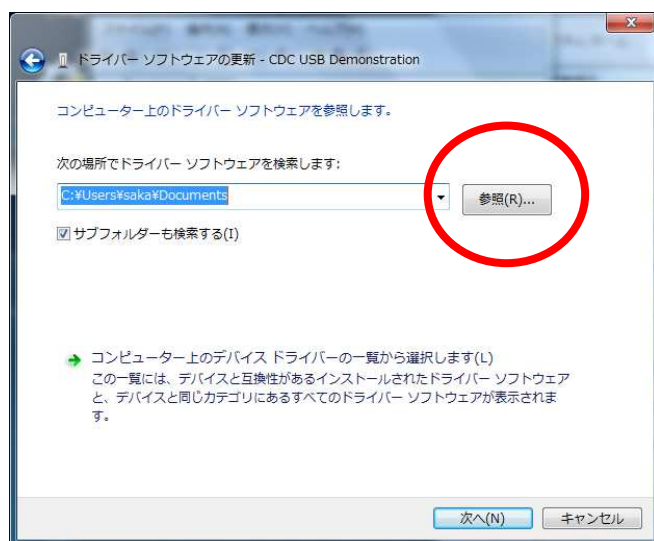 ドライバー ソフトウェアの更新 - CDC USB Demonstration
コンピューター上のドライバー ソフトウェアを参照します。
次の場所でドライバー ソフトウェアを検索します:
C:¥Users¥saka¥Documents
参照(R)...
サブフォルダーも検索する(I)
コンピューター上のデバイス ドライバーの一覧から選択します(L)
この一覧には、デバイスと互換性があるインストールされたドライバー ソフトウェア
と、デバイスと同じカテゴリにあるすべてのドライバー ソフトウェアが表示されま
す。
次へ(N)
キャンセル